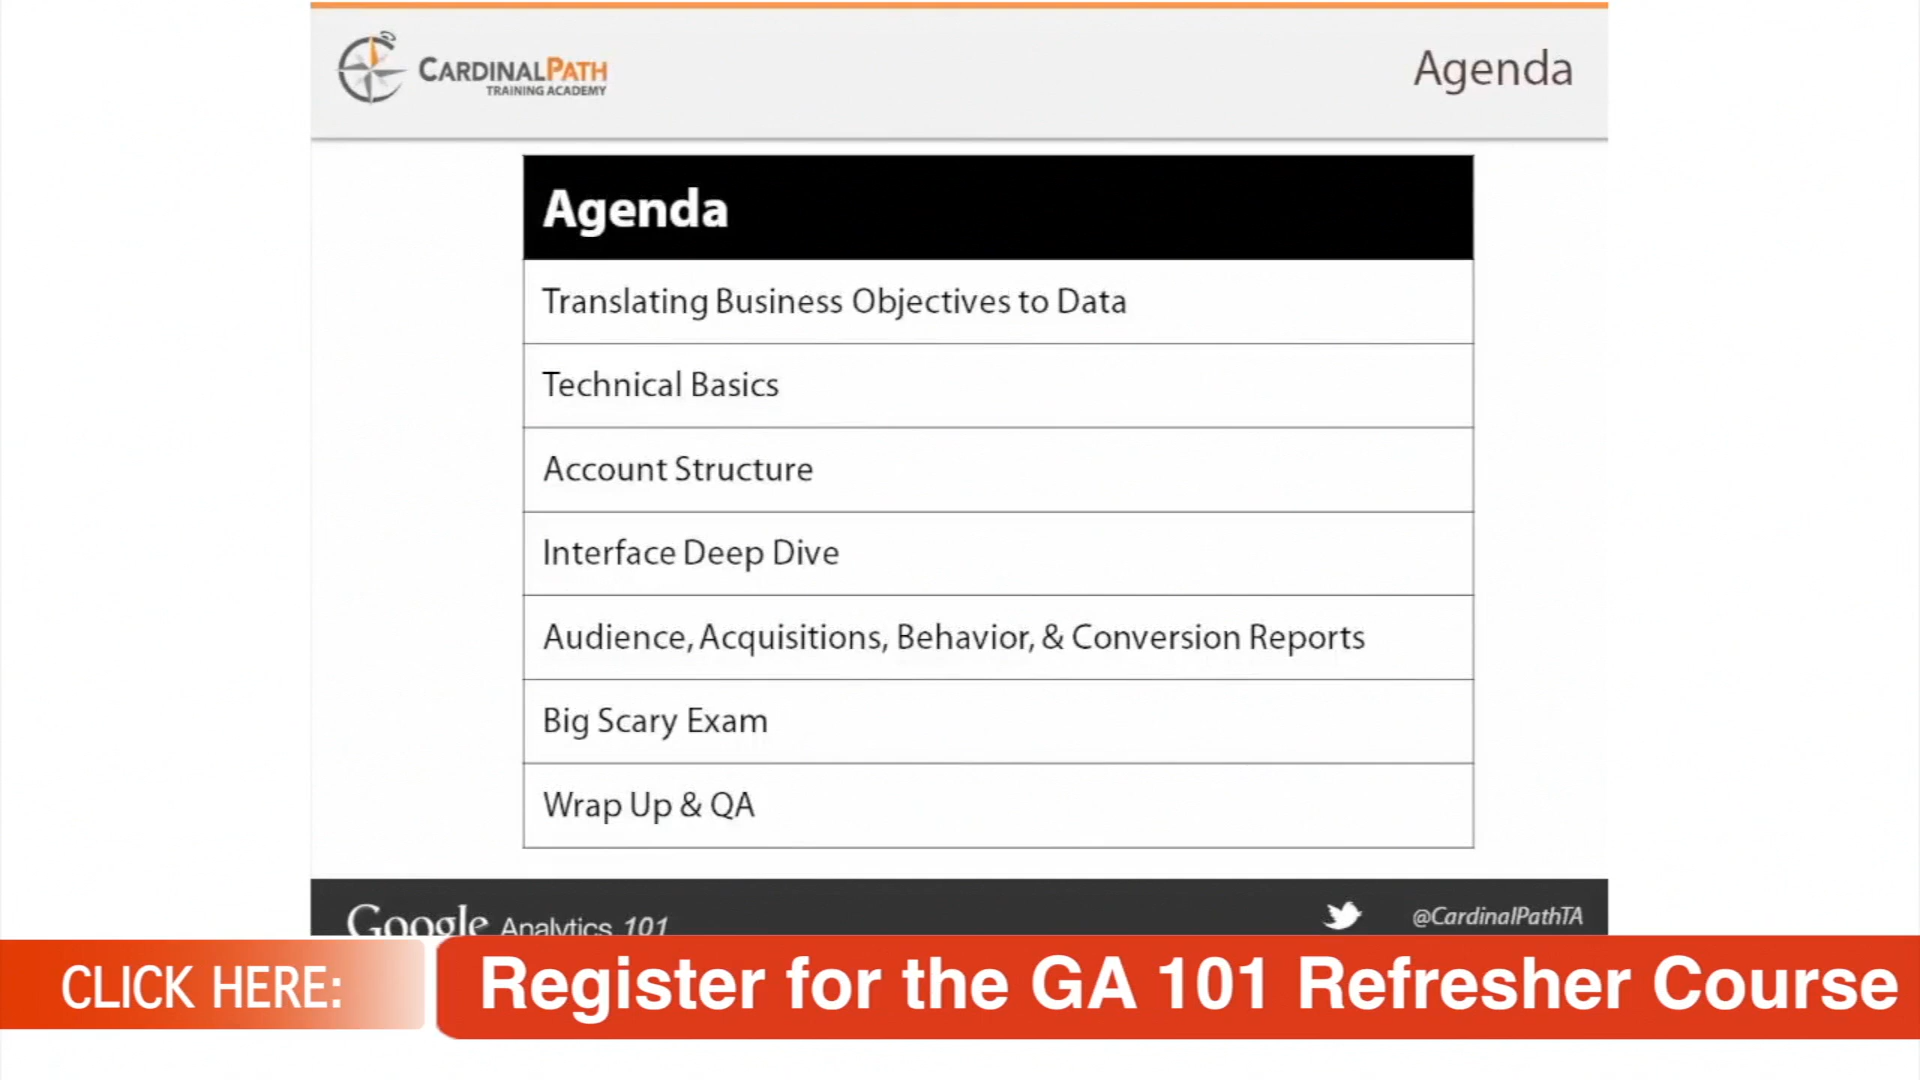 CARDINALPATH
TRAINING ACADEMY
Agenda
Agenda
Translating Business Objectives to Data
Technical Basics
Account Structure
Interface Deep Dive
Audience, Acquisitions, Behavior, & Conversion Reports
Big Scary Exam
Wrap Up & QA
Google Analytics 101
@CardinalPathTA
CLICK HERE:
Register for the GA 101 Refresher Course